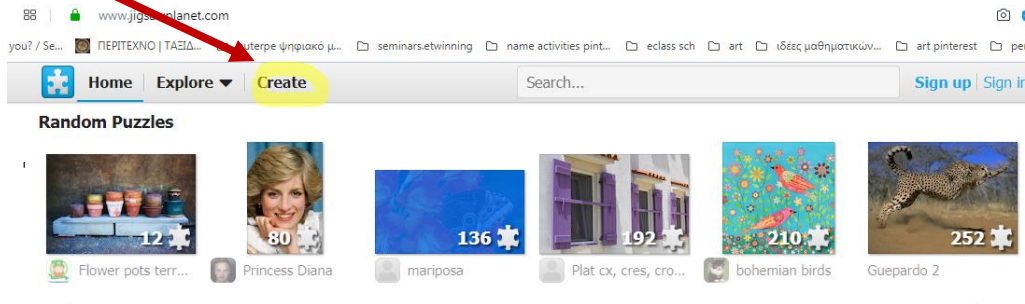 www.jigsawplanet.com
you? / Se... ΠΕΡΙΤΕΧΝΟ | ΤΑΞΙΔ... uterpe ψηφιακό μ... seminars.etwinning name activities pint... eclass sch art ιδέες μαθηματικών... art pinterest
Home Explore Create Search... Sign up Sign in
Random Puzzles
12 80 136 192 210 252
Flower pots terr... Princess Diana mariposa Plat cx, cres, cro... bohemian birds Guepardo 2